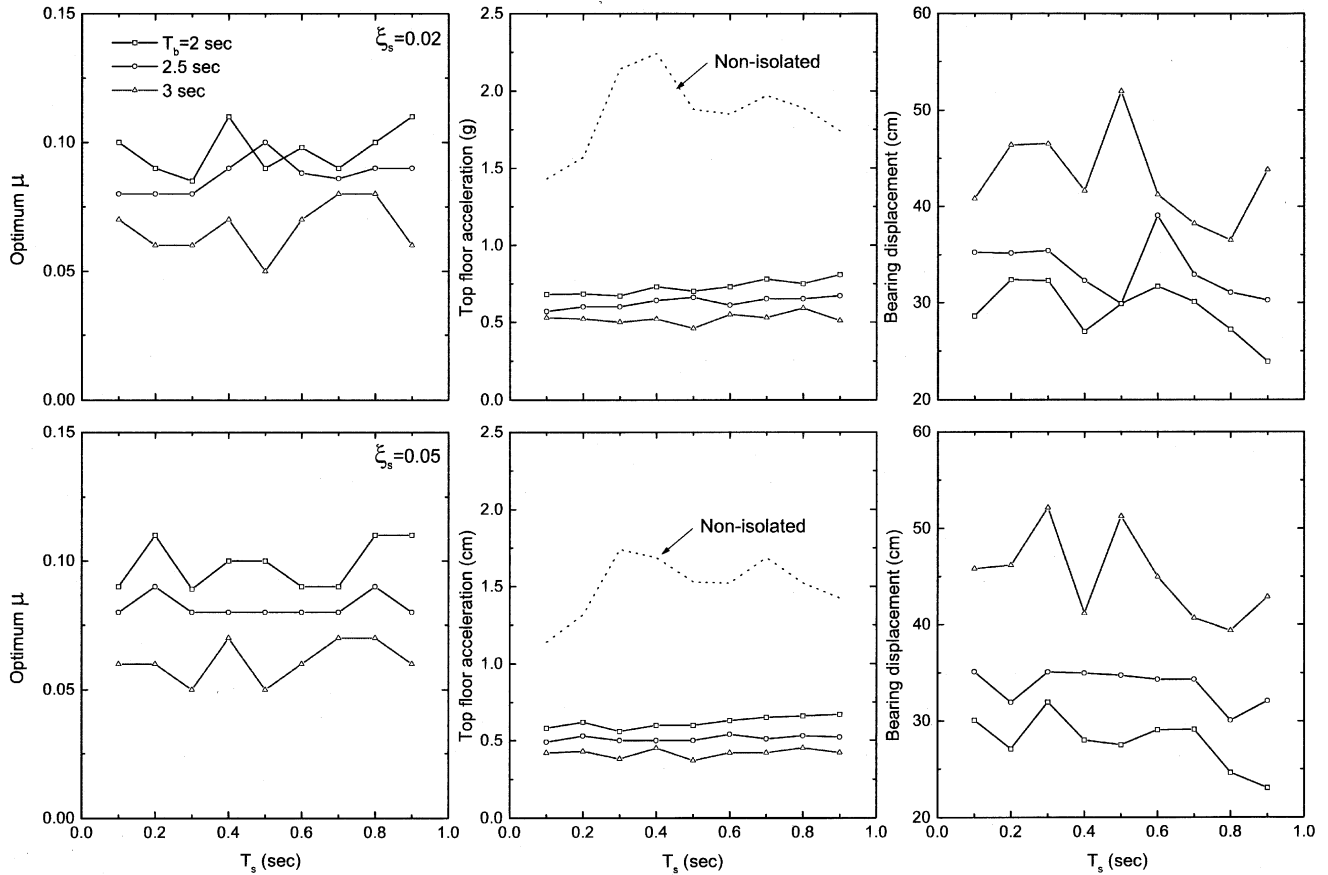 0.15
0.10
0.05
0.00
Optimum μ
ξs=0.02
Tb=2 sec
2.5 sec
3 sec
2.5
2.0
1.5
1.0
0.5
0.0
Top floor acceleration (g)
Non-isolated
60
50
40
30
20
Bearing displacement (cm)
0.15
0.10
0.05
0.00
Optimum μ
ξs=0.05
0.0 0.2 0.4 0.6 0.8 1.0
Ts (sec)
2.5
2.0
1.5
1.0
0.5
0.0
Top floor acceleration (cm)
Non-isolated
0.0 0.2 0.4 0.6 0.8 1.0
Ts (sec)
60
50
40
30
20
Bearing displacement (cm)
0.0 0.2 0.4 0.6 0.8 1.0
Ts (sec)